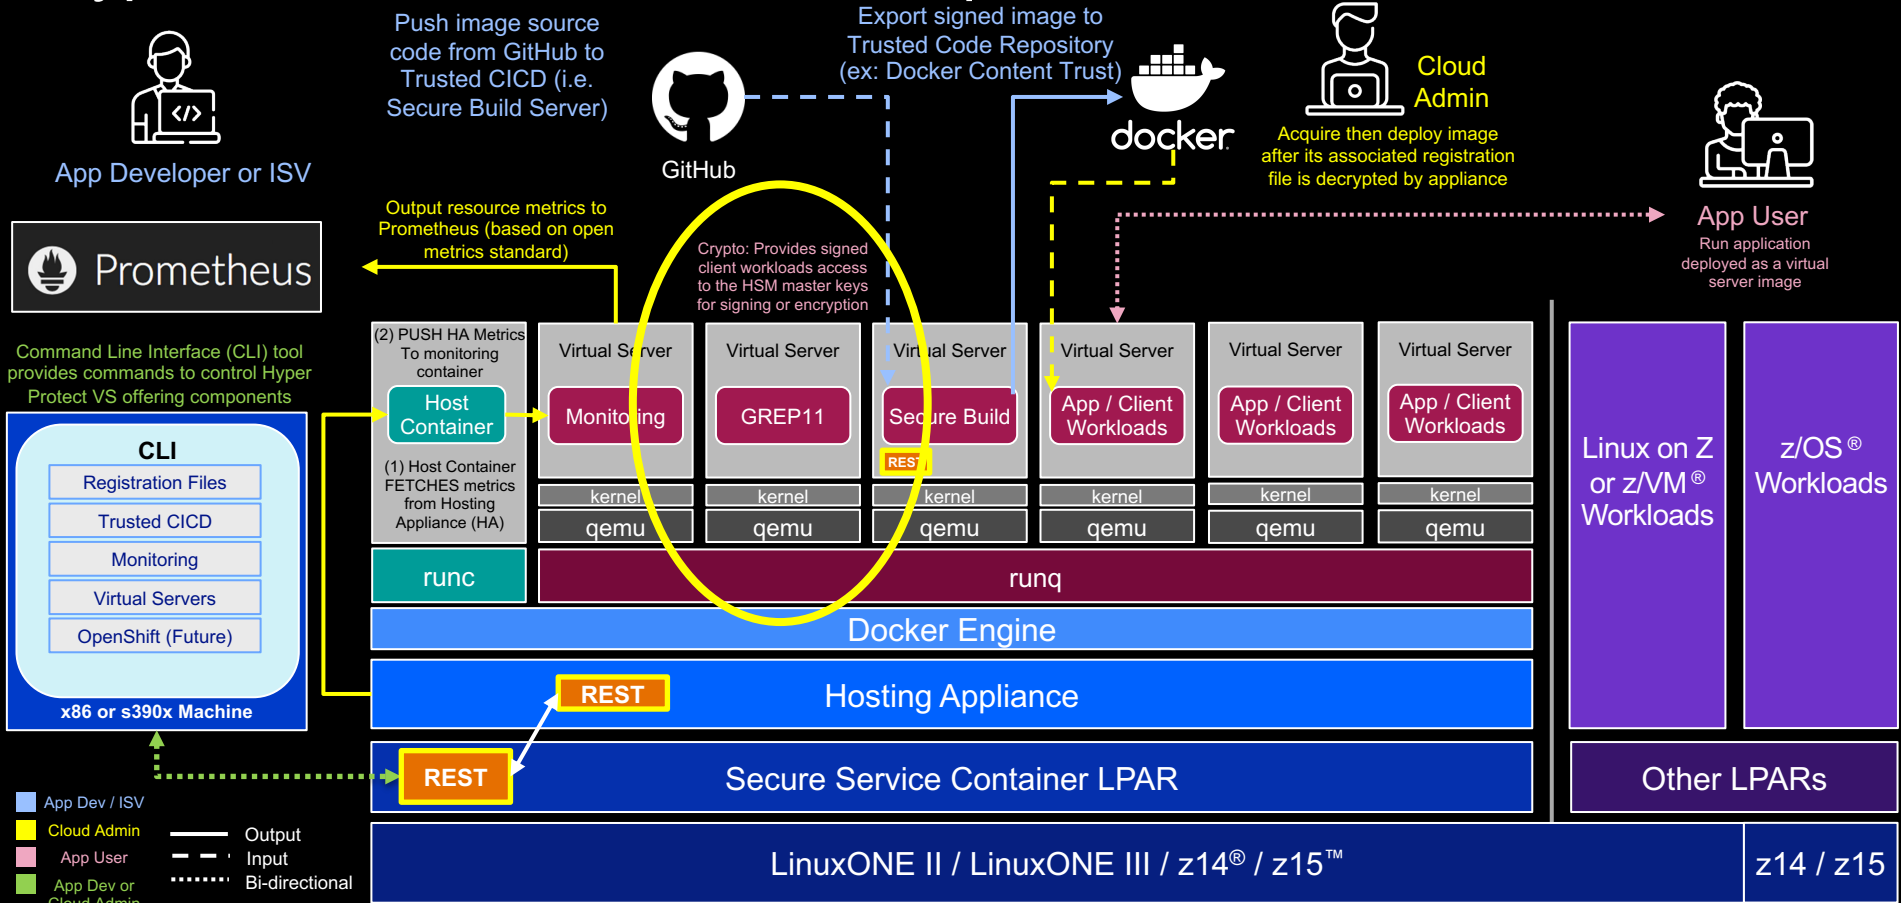 Push image source
code from GitHub to
Trusted CICD (i.e.
Secure Build Server)
Export signed image to
Trusted Code Repository
(ex: Docker Content Trust)
</>
App Developer or ISV
GitHub
docker
Cloud
Admin
Acquire then deploy image
after its associated registration
file is decrypted by appliance
App User
Run application
deployed as a virtual
server image
Prometheus
Output resource metrics to
Prometheus (based on open
metrics standard)
Crypto: Provides signed
client workloads access
to the HSM master keys
for signing or encryption
Command Line Interface (CLI) tool
provides commands to control Hyper
Protect VS offering components
CLI
Registration Files
Trusted CICD
Monitoring
Virtual Servers
OpenShift (Future)
x86 or s390x Machine
(2) PUSH HA Metrics
To monitoring
container
Host
Container
(1) Host Container
FETCHES metrics
from Hosting
Appliance (HA)
runc
Virtual Server
Monitoring
kernel
qemu
Virtual Server
GREP11
kernel
qemu
Virtual Server
Secure Build
REST
kernel
qemu
Virtual Server
App / Client
Workloads
kernel
qemu
Virtual Server
App / Client
Workloads
kernel
qemu
Virtual Server
App / Client
Workloads
kernel
qemu
runq
Docker Engine
REST
Hosting Appliance
REST
Secure Service Container LPAR
LinuxONE II / LinuxONE III / z14® / z15™
Linux on Z
or z/VM®
Workloads
z/OS®
Workloads
Other LPARs
z14 / z15
App Dev / ISV
Cloud Admin
App User
App Dev or
Cloud Admin
Output
Input
Bi-directional